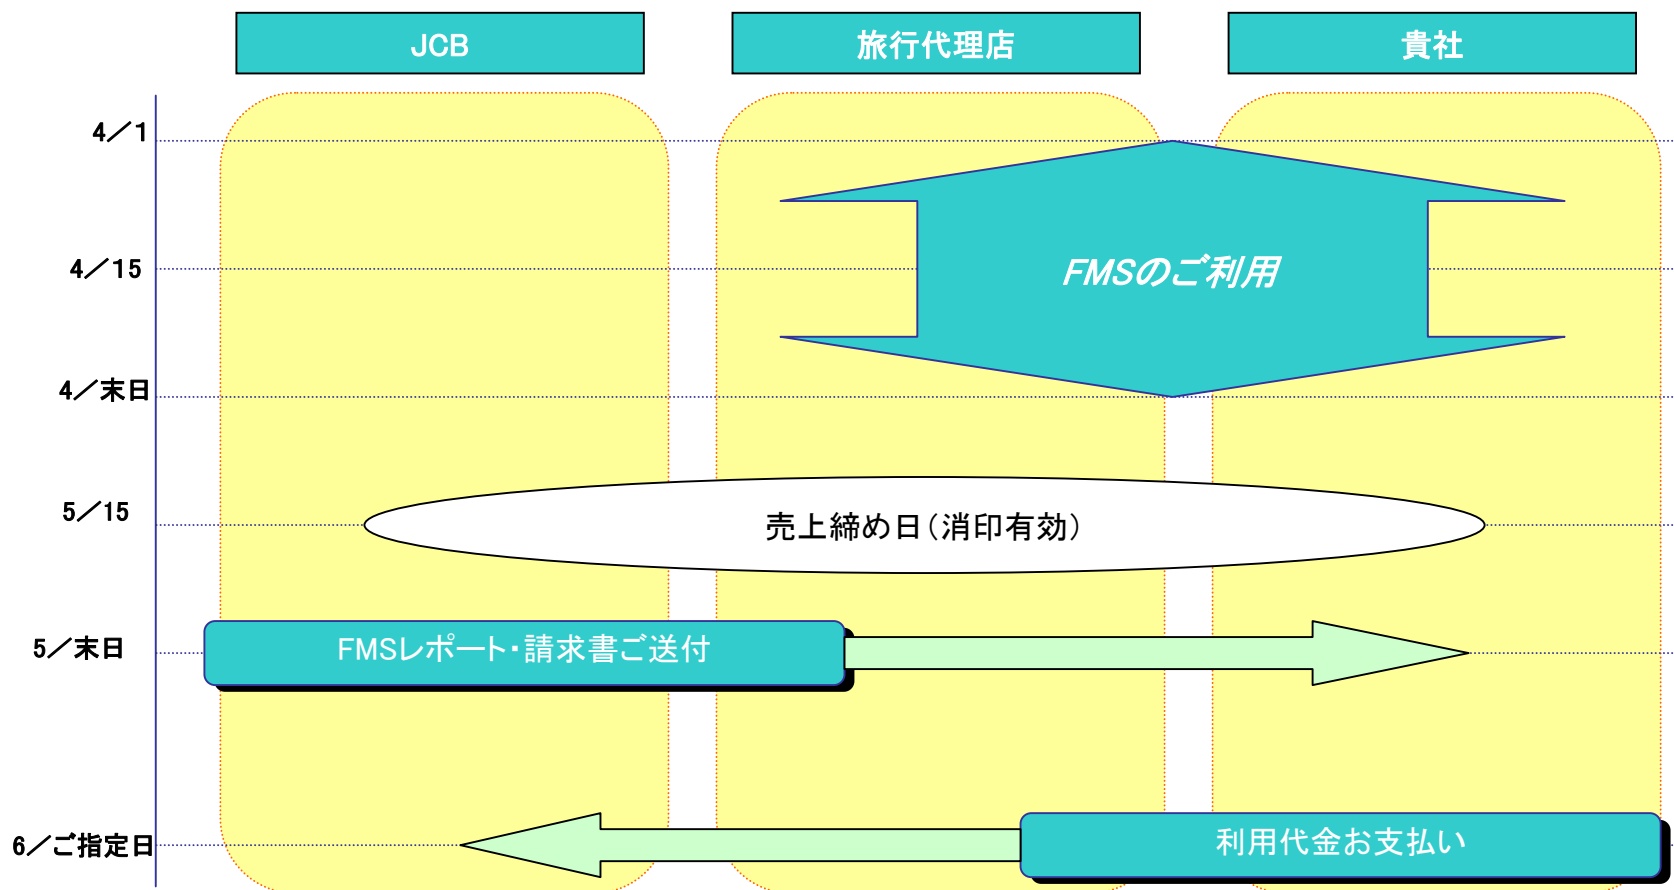 JCB
旅行代理店
貴社
4／1
4／15
FMSのご利用
4／末日
5／15
売上締め日(消印有効)
5／末日
FMSレポート・請求書ご送付
6／ご指定日
利用代金お支払い